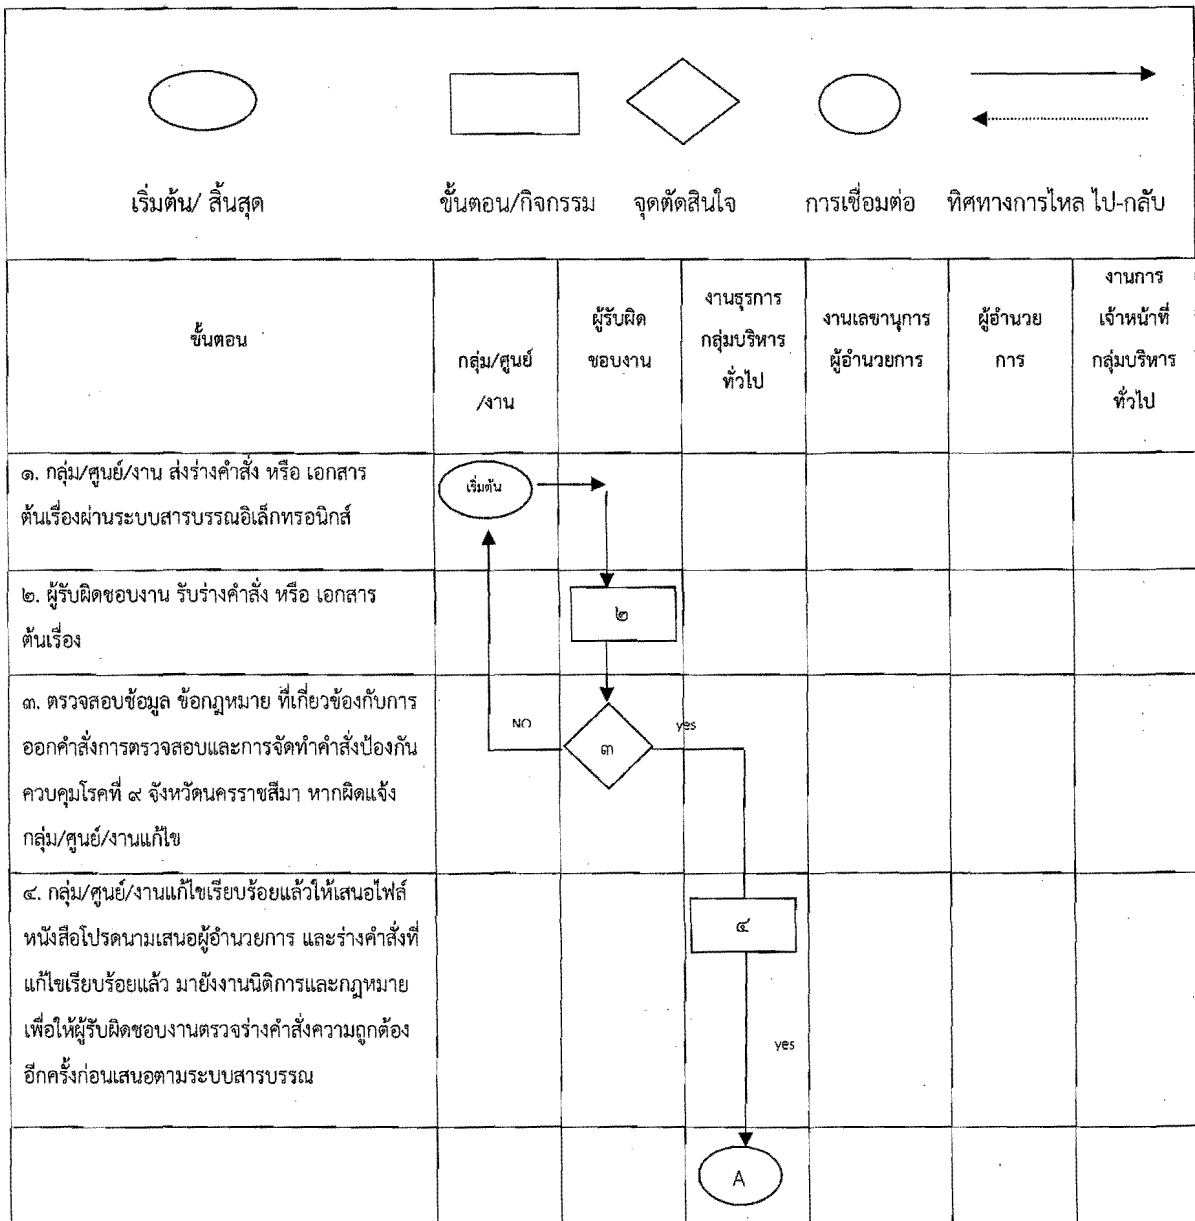 เริ่มต้น/ สิ้นสุด
ขั้นตอน/กิจกรรม
จุดตัดสินใจ
การเชื่อมต่อ
ทิศทางการไหล ไป-กลับ
ขั้นตอน
กลุ่ม/ศูนย์
/งาน
ผู้รับผิด
ชอบงาน
งานธุรการ
กลุ่มบริหาร
ทั่วไป
งานเลขานุการ
ผู้อำนวยการ
ผู้อำนวย
การ
งานการ
เจ้าหน้าที่
กลุ่มบริหาร
ทั่วไป
๑. กลุ่ม/ศูนย์/งาน ส่งร่างคำสั่ง หรือ เอกสาร
ต้นเรื่องผ่านระบบสารบรรณอิเล็กทรอนิกส์
เริ่มต้น
๒. ผู้รับผิดชอบงาน รับร่างคำสั่ง หรือ เอกสาร
ต้นเรื่อง
๒
๓. ตรวจสอบข้อมูล ข้อกฎหมาย ที่เกี่ยวข้องกับการ
ออกคำสั่งการตรวจสอบและการจัดทำคำสั่งป้องกัน
ควบคุมโรคที่ ๙ จังหวัดนครราชสีมา หากผิดแจ้ง
กลุ่ม/ศูนย์/งานแก้ไข
NO
๓
yes
๔. กลุ่ม/ศูนย์/งานแก้ไขเรียบร้อยแล้วให้เสนอไฟล์
หนังสือโปรดนามเสนอผู้อำนวยการ และร่างคำสั่งที่
แก้ไขเรียบร้อยแล้ว มายังงานนิติการและกฎหมาย
เพื่อให้ผู้รับผิดชอบงานตรวจร่างคำสั่งความถูกต้อง
อีกครั้งก่อนเสนอตามระบบสารบรรณ
๔
yes
A